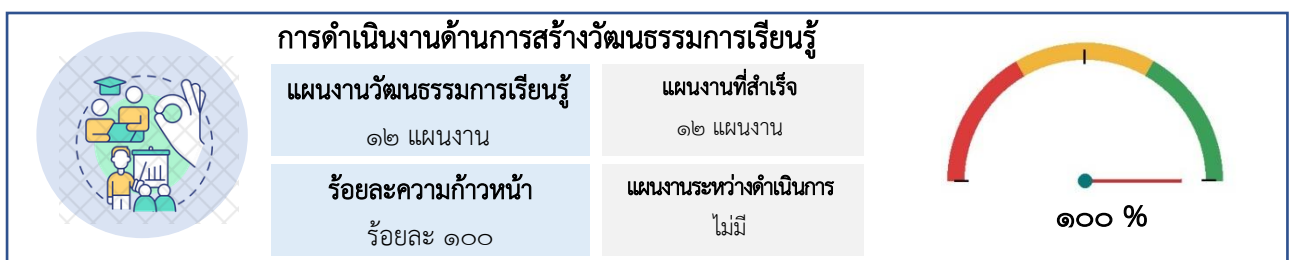 การดำเนินงานด้านการสร้างวัฒนธรรมการเรียนรู้
แผนงานวัฒนธรรมการเรียนรู้
๑๒ แผนงาน
แผนงานที่สำเร็จ
๑๒ แผนงาน
ร้อยละความก้าวหน้า
ร้อยละ ๑๐๐
แผนงานระหว่างดำเนินการ
ไม่มี
๑๐๐ %